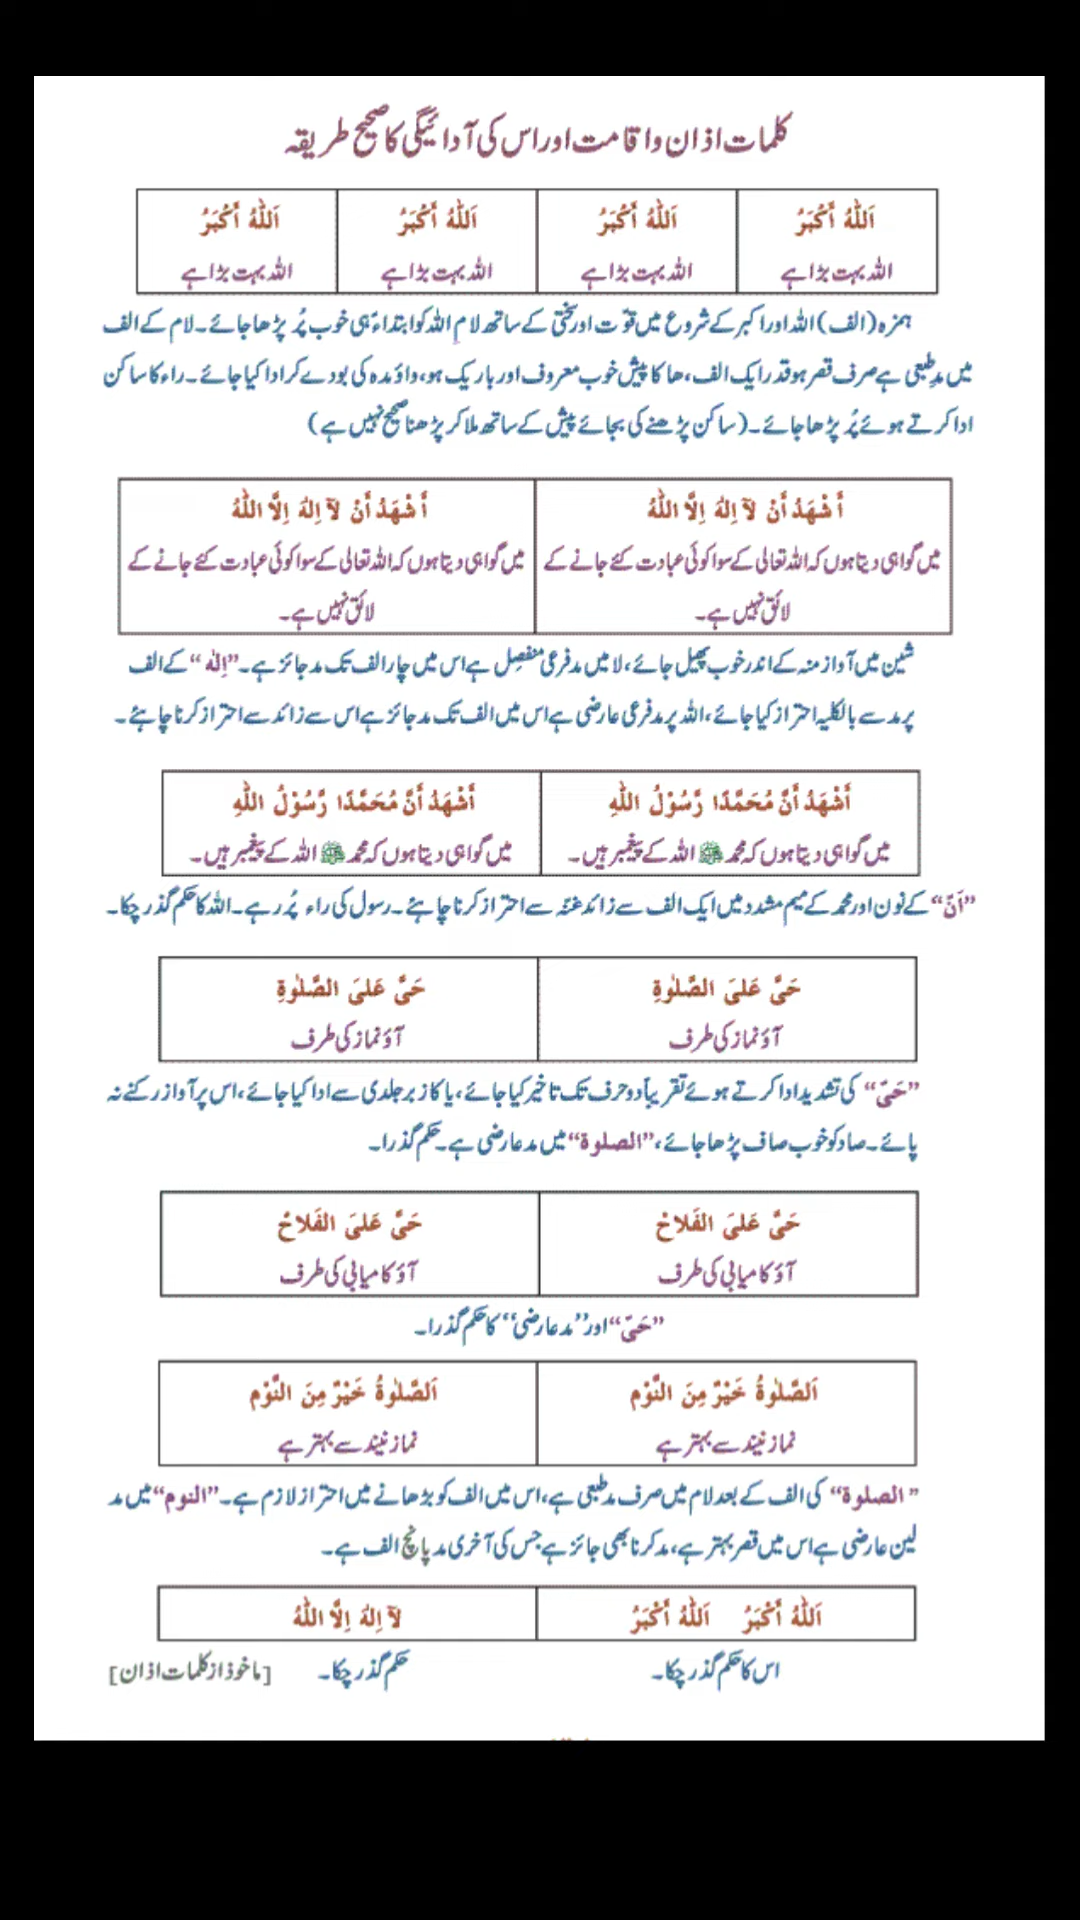 کلمات اذان واقامت اور اس کی آدائیگی کا صحیح طریقہ
اَللّٰہُ أَکْبَرُ اَللّٰہُ أَکْبَرُ اَللّٰہُ أَکْبَرُ اَللّٰہُ أَکْبَرُ
اللہ بہت بڑا ہے اللہ بہت بڑا ہے اللہ بہت بڑا ہے اللہ بہت بڑا ہے
ہمزہ (الف) اللہ اور اکبر کے شروع میں قوّت اور سختی کے ساتھ لامِ اللہ کو ابتداءً ہی خوب پُر پڑھا جائے۔ لام کے الف
میں مدِ طبعی ہے صرف قصر ہو قدر ایک الف، ھا کا پیش خوب معروف اور باریک ہو، واؤ مدہ کی بو دے کر ادا کیا جائے۔ راء کا ساکن
ادا کرتے ہوئے پُر پڑھا جائے۔ (ساکن پڑھنے کی بجائے پیش کے ساتھ ملا کر پڑھنا صحیح نہیں ہے)
أَشْھَدُ أَنْ لَآ اِلٰہَ اِلَّا اللّٰہُ أَشْھَدُ أَنْ لَآ اِلٰہَ اِلَّا اللّٰہُ
میں گواہی دیتا ہوں کہ اللہ تعالی کے سوا کوئی عبادت کئے جانے کے میں گواہی دیتا ہوں کہ اللہ تعالی کے سوا کوئی عبادت کئے جانے کے
لائق نہیں ہے۔ لائق نہیں ہے۔
شین میں آواز منہ کے اندر خوب پھیل جائے، لا میں مد فرعی منفصِل ہے اس میں چار الف تک مد جائز ہے۔ ”اِلٰہ“ کے الف
پر مد سے بالکلیہ احتراز کیا جائے، اللہ پر مد فرعی عارضی ہے اس میں الف تک مد جائز ہے اس سے زائد سے احتراز کرنا چاہئے۔
أَشْھَدُ أَنَّ مُحَمَّدًا رَّسُوْلُ اللّٰہِ أَشْھَدُ أَنَّ مُحَمَّدًا رَّسُوْلُ اللّٰہِ
میں گواہی دیتا ہوں کہ محمد ﷺ اللہ کے پیغمبر ہیں۔ میں گواہی دیتا ہوں کہ محمد ﷺ اللہ کے پیغمبر ہیں۔
”اَنّ“ کے نون اور محمد کے میم مشدد میں ایک الف سے زائد غنہ سے احتراز کرنا چاہئے۔ رسول کی راء پُر رہے۔ اللہ کا حکم گذر چکا۔
حَیَّ عَلیَ الصَّلٰوۃِ حَیَّ عَلیَ الصَّلٰوۃِ
آؤ نماز کی طرف آؤ نماز کی طرف
”حَیّ“ کی تشدید ادا کرتے ہوئے تقریباً دو حرف تک تاخیر کیا جائے، یا کا زبر جلدی سے ادا کیا جائے، اس پر آواز رکنے نہ
پائے۔ صاد کو خوب صاف پڑھا جائے، ”الصلوۃ“ میں مد عارضی ہے۔ حکم گذرا۔
حَیَّ عَلیَ الفَلاحْ حَیَّ عَلیَ الفَلاحُ
آؤ کامیابی کی طرف آؤ کامیابی کی طرف
”حَیّ“ اور ’’مد عارضی‘‘ کا حکم گذرا۔
اَلصَّلٰوۃُ خَیْرٌ مِنَ النَّوْمِ اَلصَّلٰوۃُ خَیْرٌ مِنَ النَّوْمِ
نماز نیند سے بہتر ہے نماز نیند سے بہتر ہے
”الصلوۃ“ کی الف کے بعد لام میں صرف مد طبعی ہے، اس میں الف کو بڑھانے میں احتراز لازم ہے۔ ”النوم“ میں مد
لین عارضی ہے اس میں قصر بہتر ہے، مد کرنا بھی جائز ہے جس کی آخری مد پانچ الف ہے۔
اَللّٰہُ أَکْبَرُ اَللّٰہُ أَکْبَرُ لَآ اِلٰہَ اِلَّا اللّٰہُ
اس کا حکم گذر چکا۔ حکم گذر چکا۔ [ماخوذ از کلمات اذان]